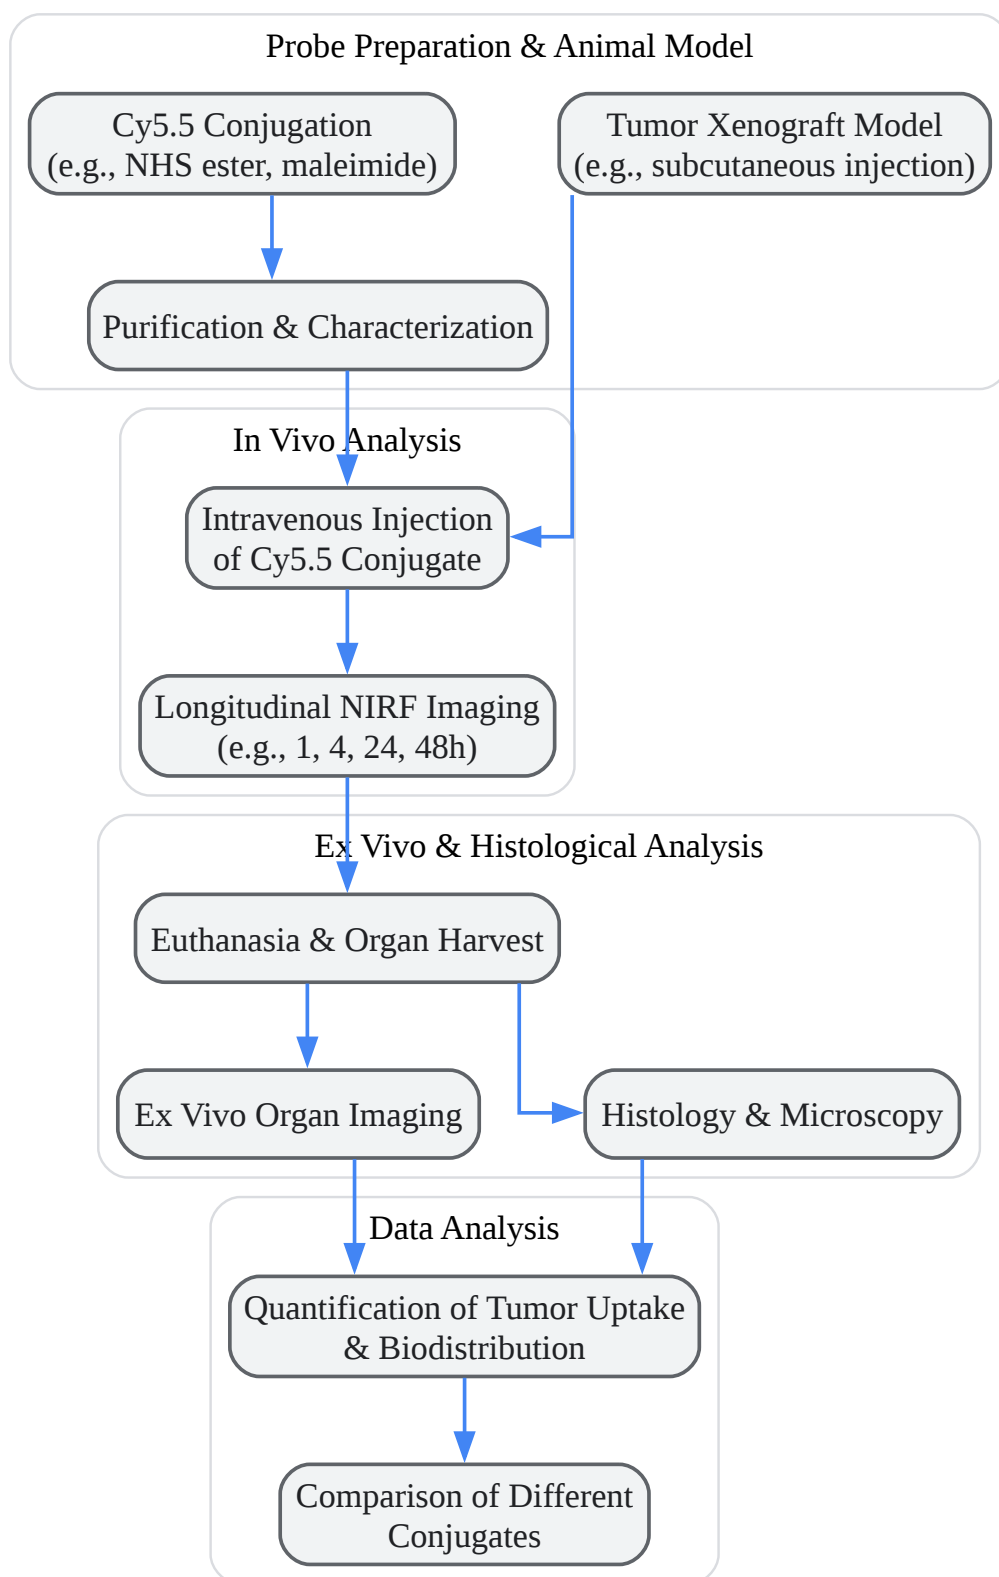 Probe Preparation & Animal Model
Cy5.5 Conjugation
(e.g., NHS ester, maleimide)
Tumor Xenograft Model
(e.g., subcutaneous injection)
Purification & Characterization
In Vivo Analysis
Intravenous Injection
of Cy5.5 Conjugate
Longitudinal NIRF Imaging
(e.g., 1, 4, 24, 48h)
Ex Vivo & Histological Analysis
Euthanasia & Organ Harvest
Ex Vivo Organ Imaging
Histology & Microscopy
Data Analysis
Quantification of Tumor Uptake
& Biodistribution
Comparison of Different
Conjugates